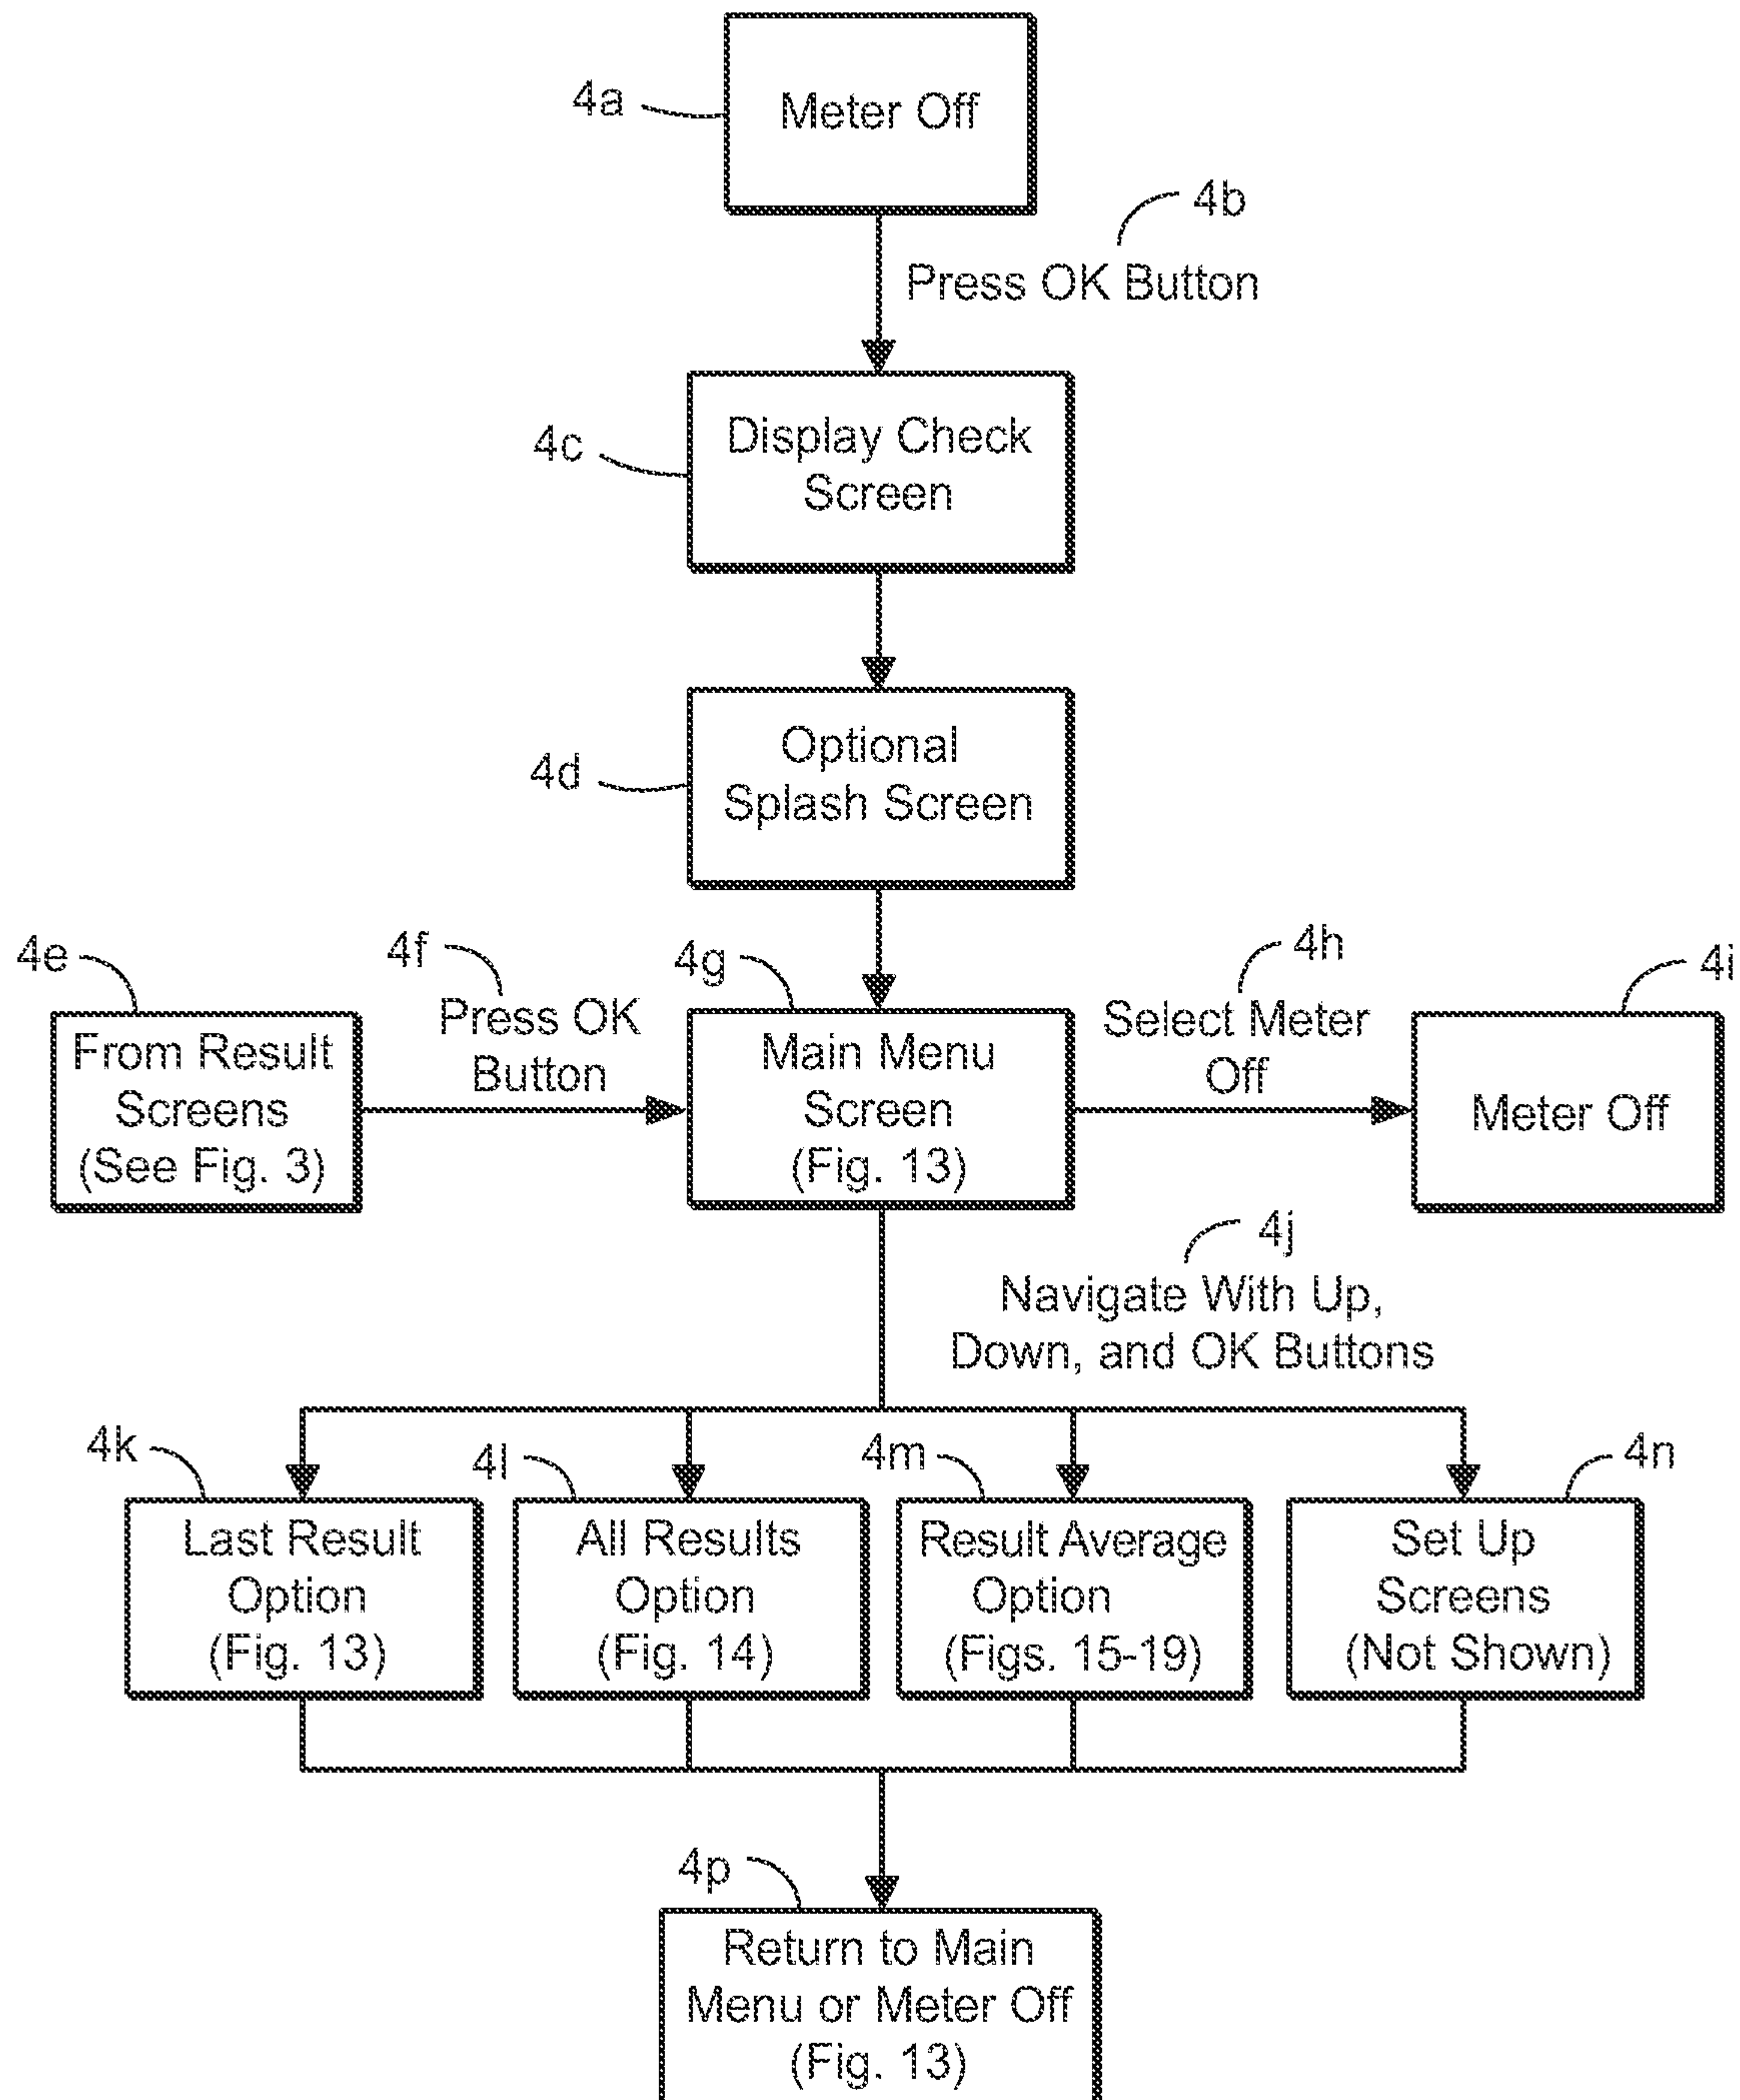 4a
Meter Off
4b
Press OK Button
4c
Display Check
Screen
4d
Optional
Splash Screen
4e
From Result
Screens
(See Fig. 3)
4f
Press OK
Button
4g
Main Menu
Screen
(Fig. 13)
4h
Select Meter
Off
4i
Meter Off
4j
Navigate With Up,
Down, and OK Buttons
4k
Last Result
Option
(Fig. 13)
4l
All Results
Option
(Fig. 14)
4m
Result Average
Option
(Figs. 15-19)
4n
Set Up
Screens
(Not Shown)
4p
Return to Main
Menu or Meter Off
(Fig. 13)